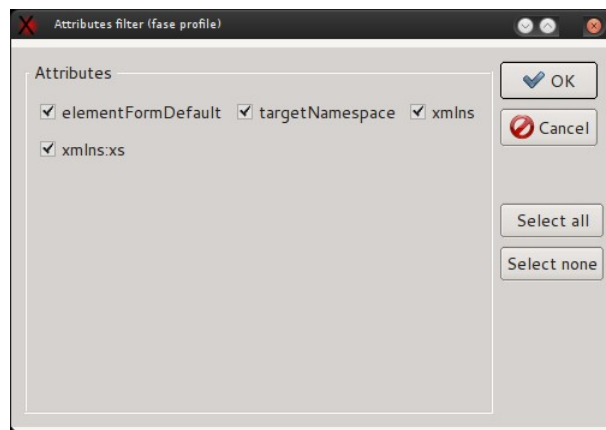 Attributes filter (fase profile)
Attributes
elementFormDefault targetNamespace xmlns
xmlns:xs
OK
Cancel
Select all
Select none